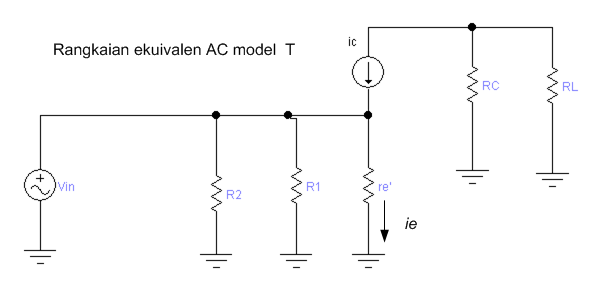 Rangkaian ekuivalen AC model T
ic
RC
RL
Vin
R2
R1
re'
ie